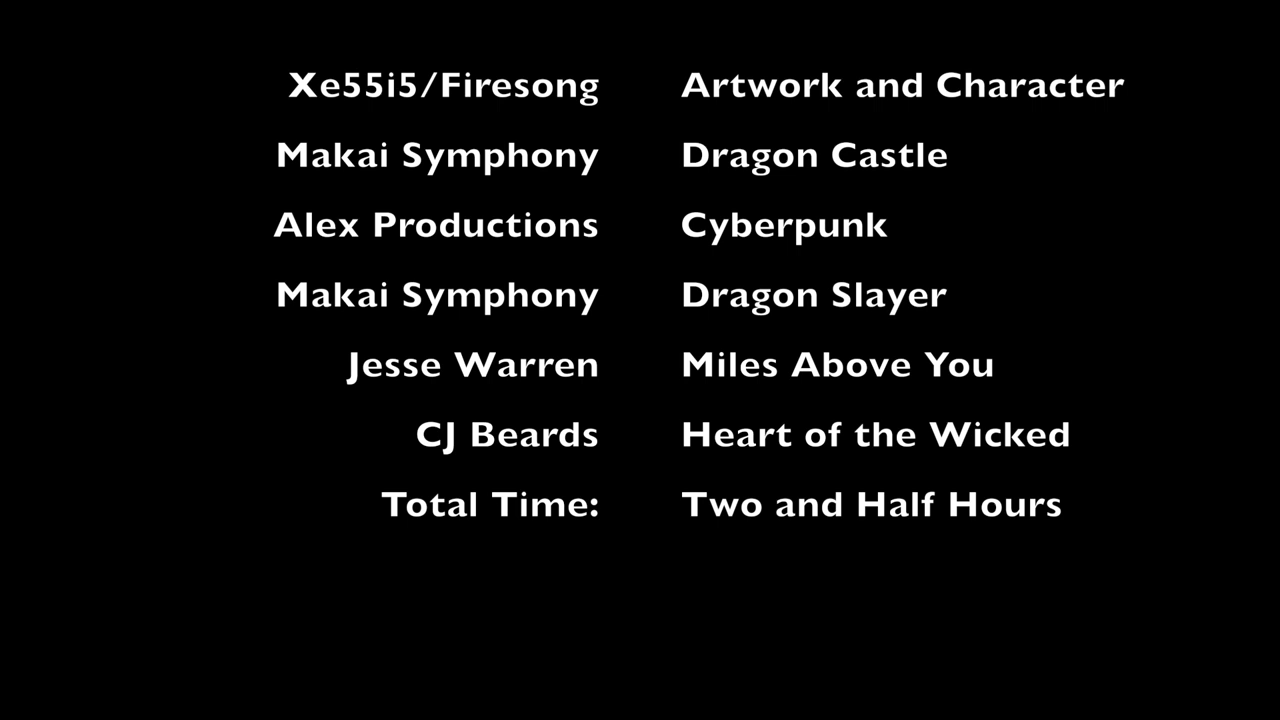 Xe55i5/Firesong Artwork and Character
Makai Symphony Dragon Castle
Alex Productions Cyberpunk
Makai Symphony Dragon Slayer
Jesse Warren Miles Above You
CJ Beards Heart of the Wicked
Total Time: Two and Half Hours